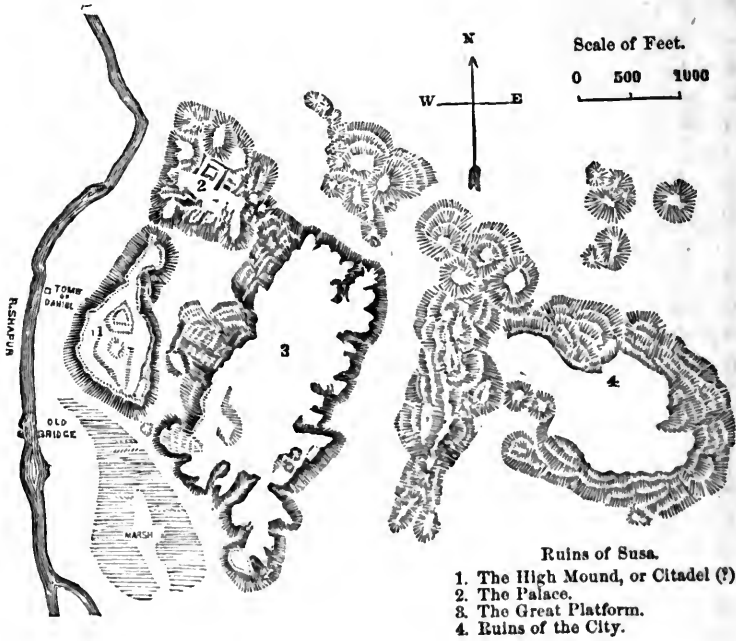 N
Scale of Feet.
0 500 1000
W E
2
TOMB
OF
DANIEL
R. SHAPUR
1
3
4
OLD
BRIDGE
MARSH
Ruins of Susa.
1. The High Mound, or Citadel (?)
2. The Palace.
3. The Great Platform.
4. Ruins of the City.